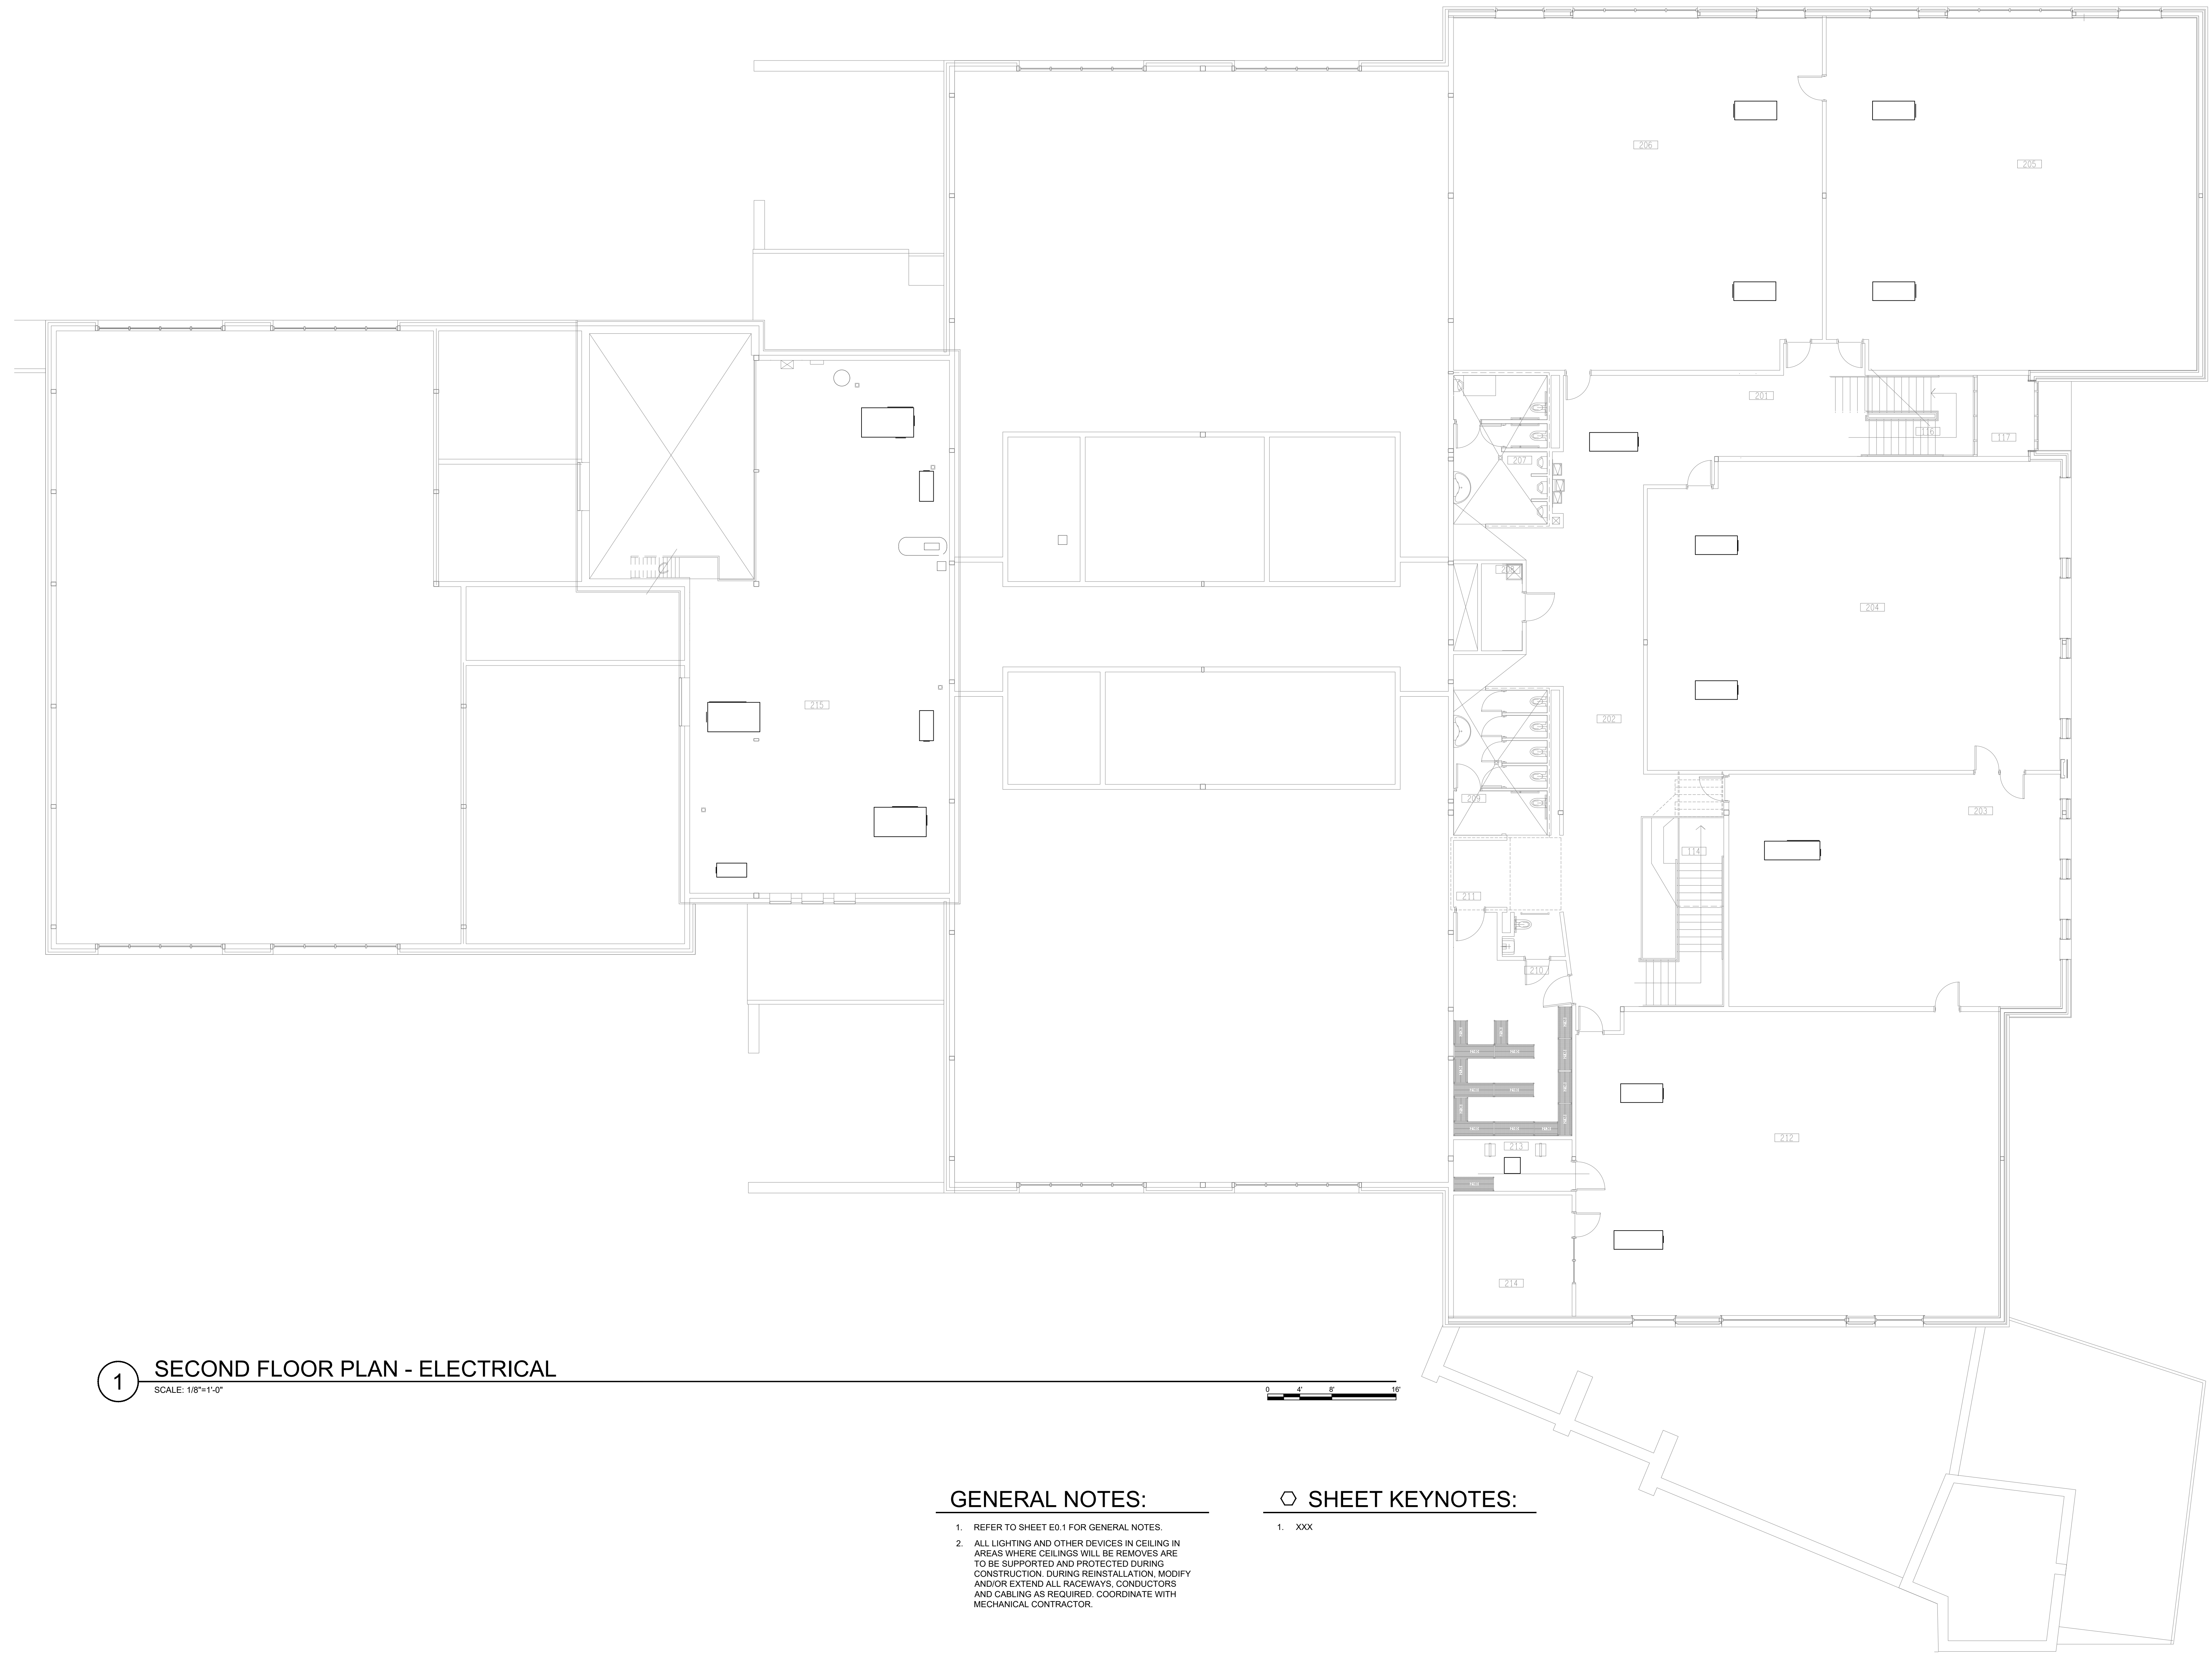 206
205
201
116
117
207
204
215
202
209
203
114
211
210
213
212
214
1
SECOND FLOOR PLAN - ELECTRICAL
SCALE: 1/8"=1'-0"
0 4' 8' 16'
GENERAL NOTES:
1. REFER TO SHEET E0.1 FOR GENERAL NOTES.
2. ALL LIGHTING AND OTHER DEVICES IN CEILING IN
AREAS WHERE CEILINGS WILL BE REMOVES ARE
TO BE SUPPORTED AND PROTECTED DURING
CONSTRUCTION. DURING REINSTALLATION, MODIFY
AND/OR EXTEND ALL RACEWAYS, CONDUCTORS
AND CABLING AS REQUIRED. COORDINATE WITH
MECHANICAL CONTRACTOR.
SHEET KEYNOTES:
1. XXX